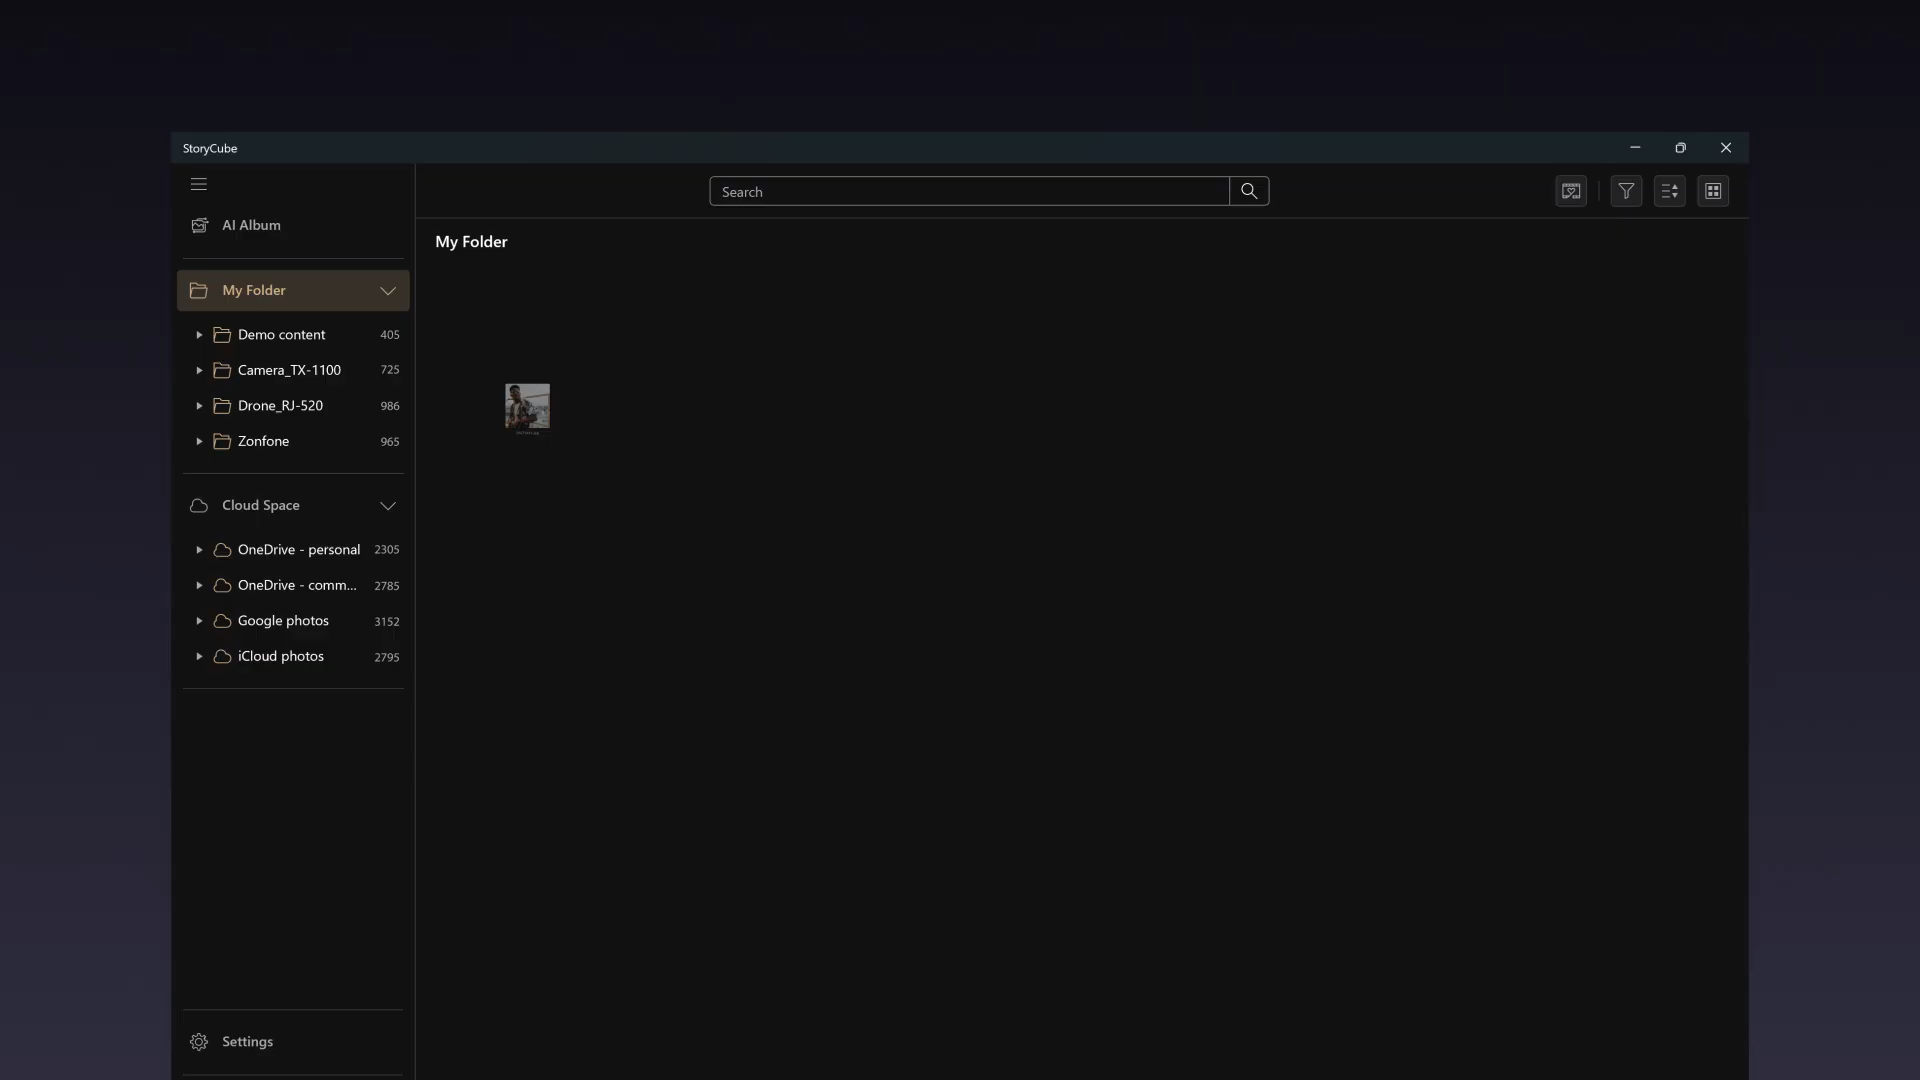 StoryCube
Search
AI Album
My Folder
My Folder
Demo content 405
Camera_TX-1100 725
Drone_RJ-520 986
Zonfone 965
Cloud Space
OneDrive - personal 2305
OneDrive - comm... 2785
Google photos 3152
iCloud photos 2795
Settings